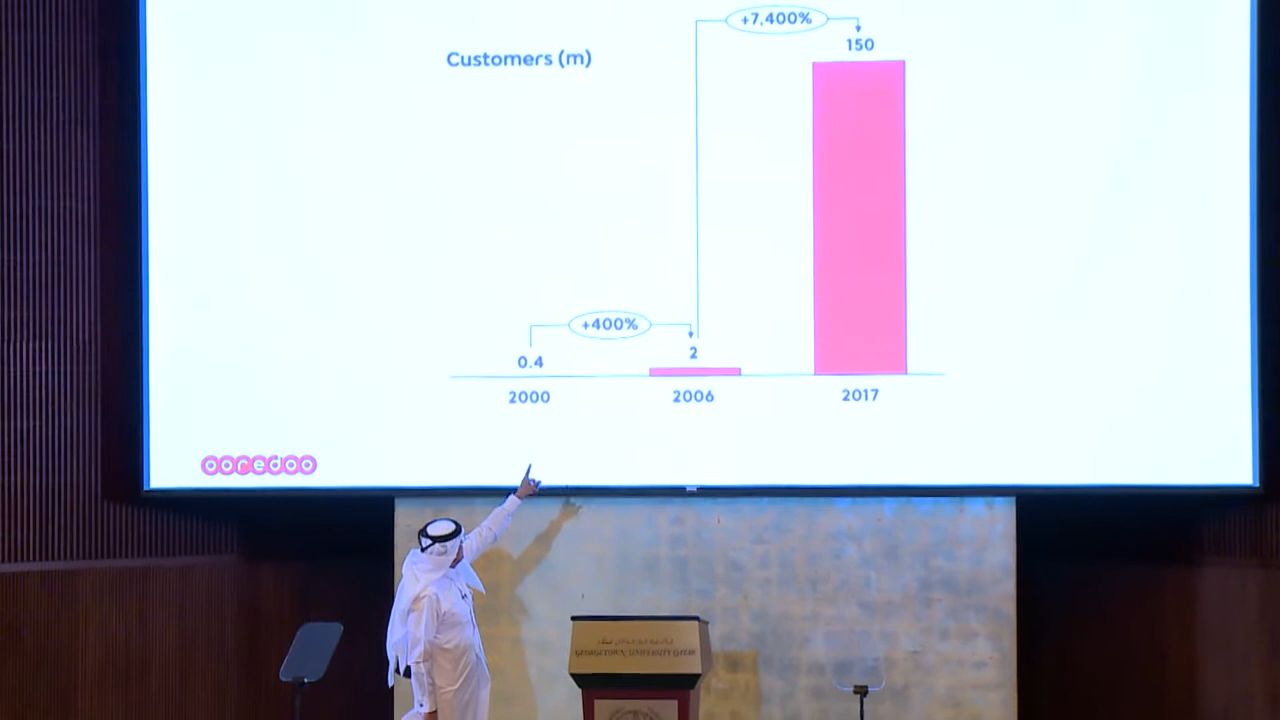 +7,400%
150
Customers (m)
+400%
2
0.4
2000 2006 2017
ooredoo
GEORGETOWN UNIVERSITY QATAR